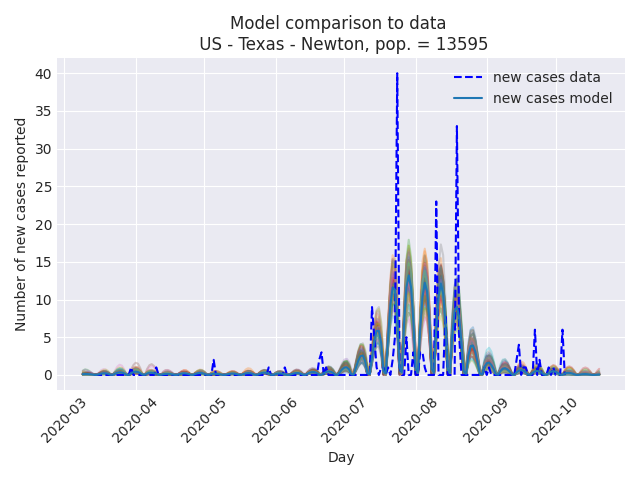 Model comparison to data
US - Texas - Newton, pop. = 13595
new cases data
new cases model
Number of new cases reported
40
35
30
25
20
15
10
5
0
2020-03
2020-04
2020-05
2020-06
2020-07
2020-08
2020-09
2020-10
Day